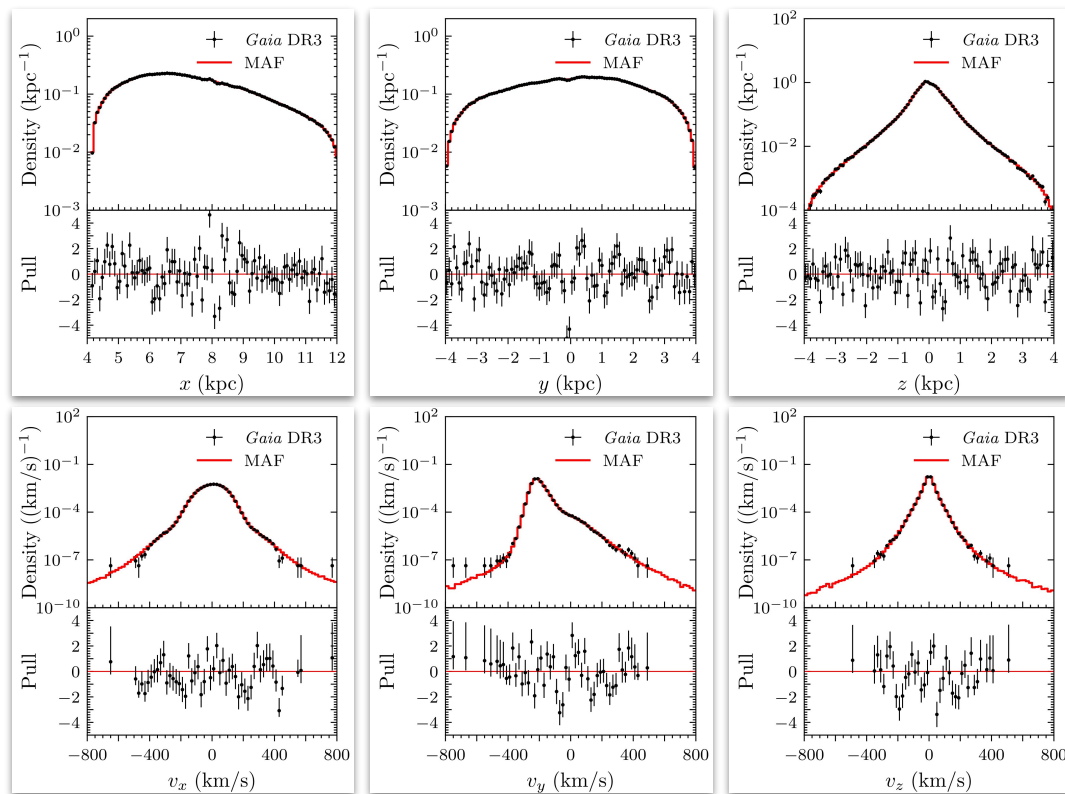 Density (kpc⁻¹)
10⁰
10⁻¹
10⁻²
10⁻³
Gaia DR3
MAF
Pull
4
2
0
−2
−4
4 5 6 7 8 9 10 11 12
x (kpc)
Density (kpc⁻¹)
10⁰
10⁻¹
10⁻²
10⁻³
Gaia DR3
MAF
Pull
4
2
0
−2
−4
−4 −3 −2 −1 0 1 2 3 4
y (kpc)
Density (kpc⁻¹)
10²
10⁰
10⁻²
10⁻⁴
Gaia DR3
MAF
Pull
4
2
0
−2
−4
−4 −3 −2 −1 0 1 2 3 4
z (kpc)
Density ((km/s)⁻¹)
10²
10⁻¹
10⁻⁴
10⁻⁷
10⁻¹⁰
Gaia DR3
MAF
Pull
4
2
0
−2
−4
−800 −400 0 400 800
vₓ (km/s)
Density ((km/s)⁻¹)
10²
10⁻¹
10⁻⁴
10⁻⁷
10⁻¹⁰
Gaia DR3
MAF
Pull
4
2
0
−2
−4
−800 −400 0 400 800
v_y (km/s)
Density ((km/s)⁻¹)
10²
10⁻¹
10⁻⁴
10⁻⁷
10⁻¹⁰
Gaia DR3
MAF
Pull
4
2
0
−2
−4
−800 −400 0 400 800
v_z (km/s)